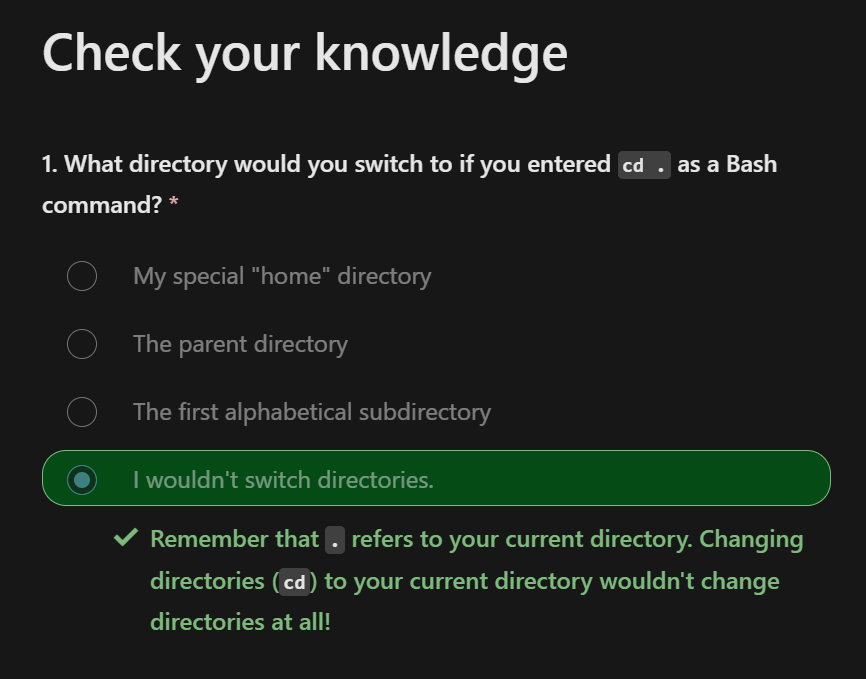 Check your knowledge
1. What directory would you switch to if you entered cd . as a Bash
command? *
My special "home" directory
The parent directory
The first alphabetical subdirectory
I wouldn't switch directories.
Remember that . refers to your current directory. Changing
directories (cd) to your current directory wouldn't change
directories at all!